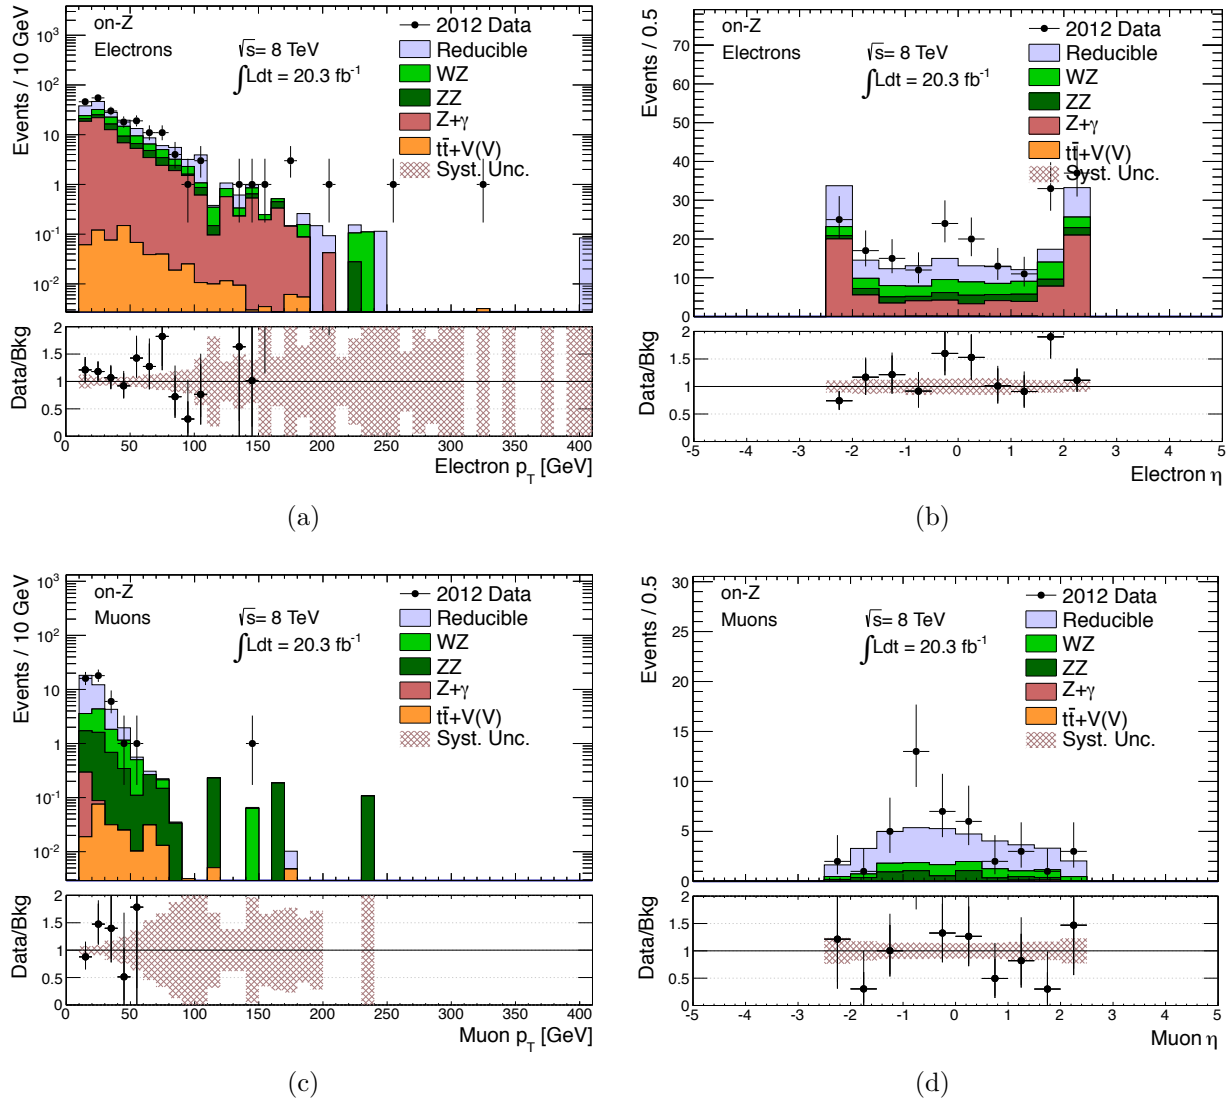 on-Z
Electrons
√s= 8 TeV
∫Ldt = 20.3 fb⁻¹
2012 Data
Reducible
WZ
ZZ
Z+γ
tt̄+V(V)
Syst. Unc.
Events / 10 GeV
10³
10²
10
1
10⁻¹
10⁻²
Data/Bkg
2
1.5
1
0.5
0
0 50 100 150 200 250 300 350 400
Electron p_T [GeV]
(a)
on-Z
Electrons
√s= 8 TeV
∫Ldt = 20.3 fb⁻¹
2012 Data
Reducible
WZ
ZZ
Z+γ
tt̄+V(V)
Syst. Unc.
Events / 0.5
70
60
50
40
30
20
10
0
Data/Bkg
2
1.5
1
0.5
0
-5 -4 -3 -2 -1 0 1 2 3 4 5
Electron η
(b)
on-Z
Muons
√s= 8 TeV
∫Ldt = 20.3 fb⁻¹
2012 Data
Reducible
WZ
ZZ
Z+γ
tt̄+V(V)
Syst. Unc.
Events / 10 GeV
10³
10²
10
1
10⁻¹
10⁻²
Data/Bkg
2
1.5
1
0.5
0
0 50 100 150 200 250 300 350 400
Muon p_T [GeV]
(c)
on-Z
Muons
√s= 8 TeV
∫Ldt = 20.3 fb⁻¹
2012 Data
Reducible
WZ
ZZ
Z+γ
tt̄+V(V)
Syst. Unc.
Events / 0.5
30
25
20
15
10
5
0
Data/Bkg
2
1.5
1
0.5
0
-5 -4 -3 -2 -1 0 1 2 3 4 5
Muon η
(d)